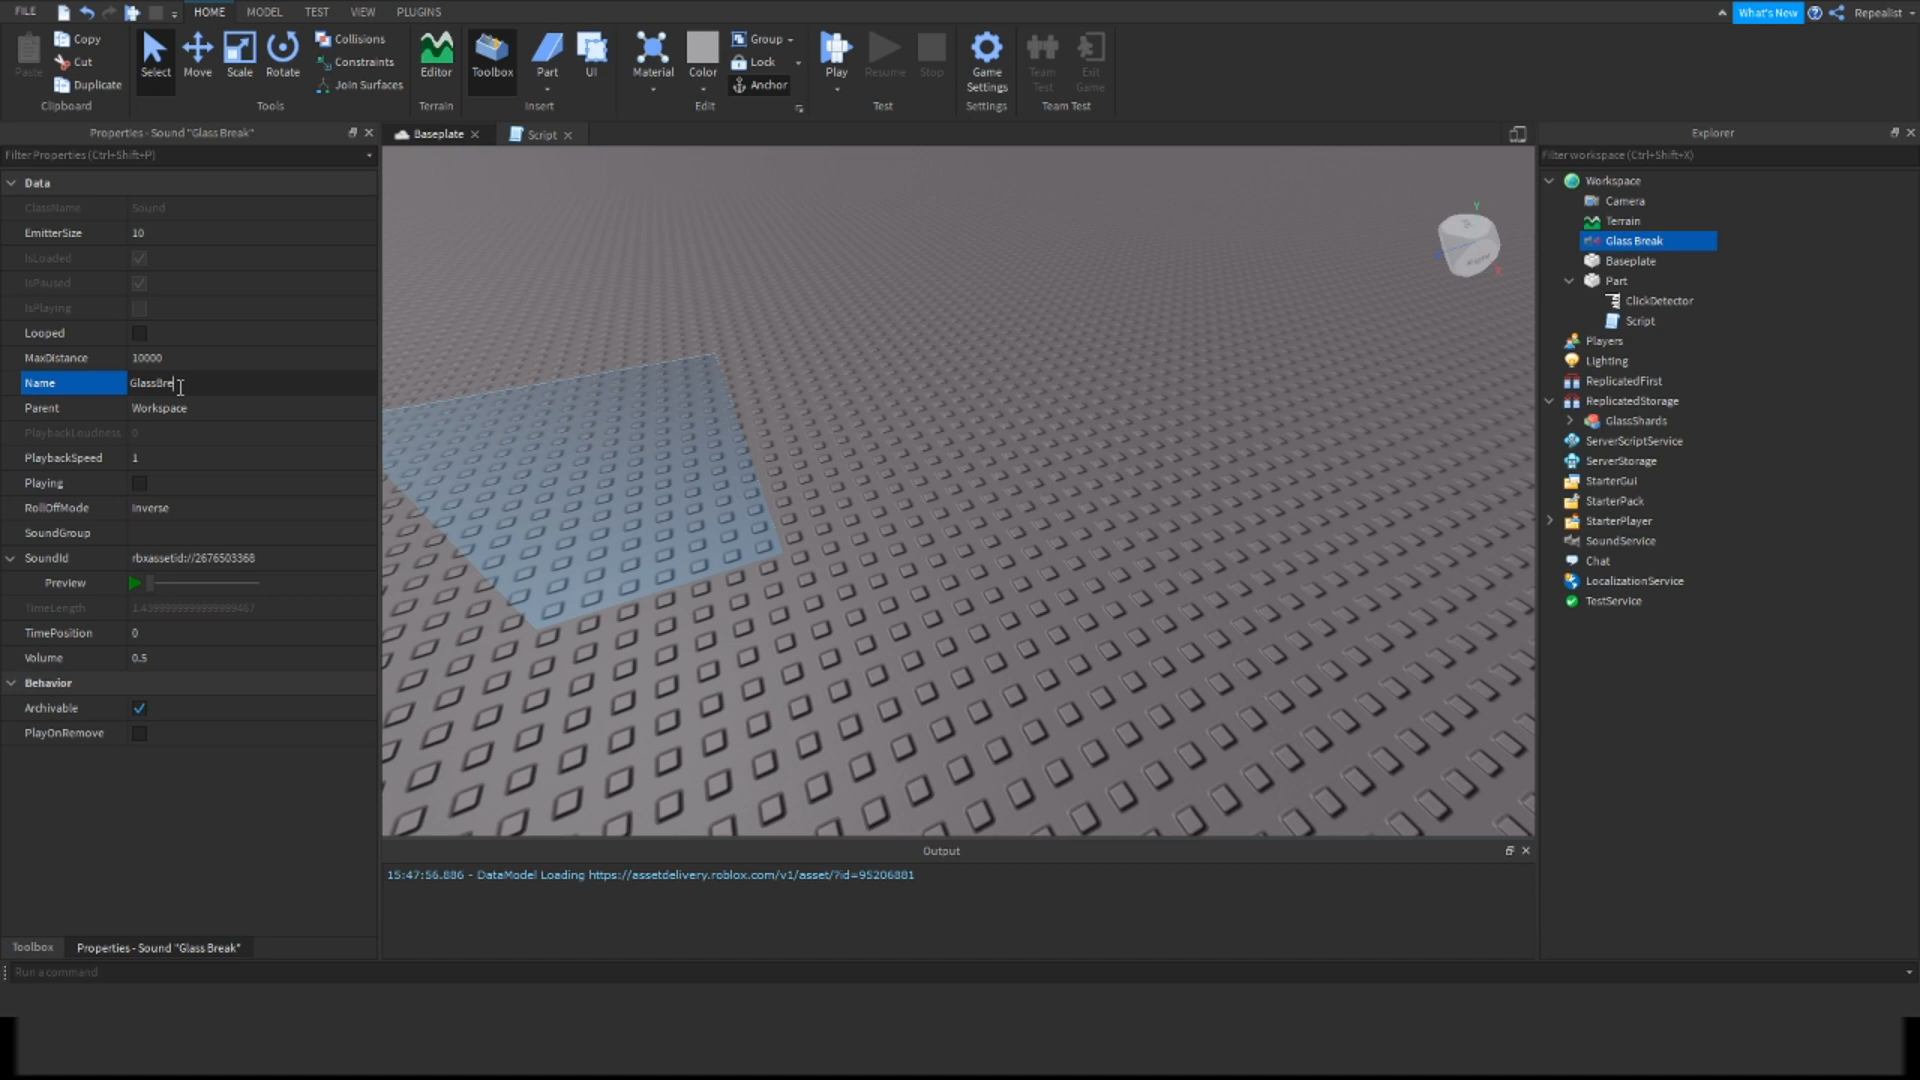 FILE
HOME
MODEL
TEST
VIEW
PLUGINS
What's New
Repealist
Paste
Copy
Cut
Duplicate
Clipboard
Select
Move
Scale
Rotate
Collisions
Constraints
Join Surfaces
Tools
Editor
Terrain
Toolbox
Part
UI
Insert
Material
Color
Group
Lock
Anchor
Edit
Play
Resume
Stop
Test
Game
Settings
Settings
Team
Test
Exit
Game
Team Test
Properties - Sound "Glass Break"
Filter Properties (Ctrl+Shift+P)
Data
ClassName Sound
EmitterSize 10
IsLoaded
IsPaused
IsPlaying
Looped
MaxDistance 10000
Name GlassBre
Parent Workspace
PlaybackLoudness 0
PlaybackSpeed 1
Playing
RollOffMode Inverse
SoundGroup
SoundId rbxassetid://2676503368
Preview
TimeLength 1.4399999999999999467
TimePosition 0
Volume 0.5
Behavior
Archivable
PlayOnRemove
Toolbox
Properties - Sound "Glass Break"
Run a command
Baseplate
Script
Y
Output
15:47:56.886 - DataModel Loading https://assetdelivery.roblox.com/v1/asset/?id=95206881
Explorer
Filter workspace (Ctrl+Shift+X)
Workspace
Camera
Terrain
Glass Break
Baseplate
Part
ClickDetector
Script
Players
Lighting
ReplicatedFirst
ReplicatedStorage
GlassShards
ServerScriptService
ServerStorage
StarterGui
StarterPack
StarterPlayer
SoundService
Chat
LocalizationService
TestService